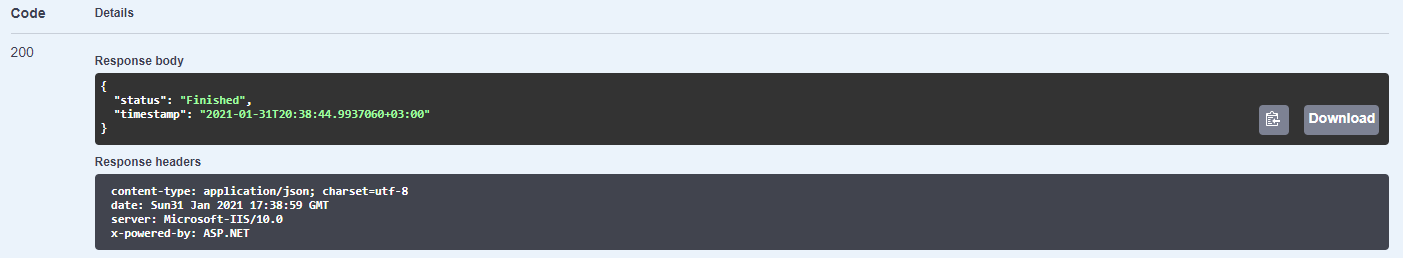 Code Details
200
Response body
{
"status": "Finished",
"timestamp": "2021-01-31T20:38:44.9937060+03:00"
}
Download
Response headers
content-type: application/json; charset=utf-8
date: Sun31 Jan 2021 17:38:59 GMT
server: Microsoft-IIS/10.0
x-powered-by: ASP.NET